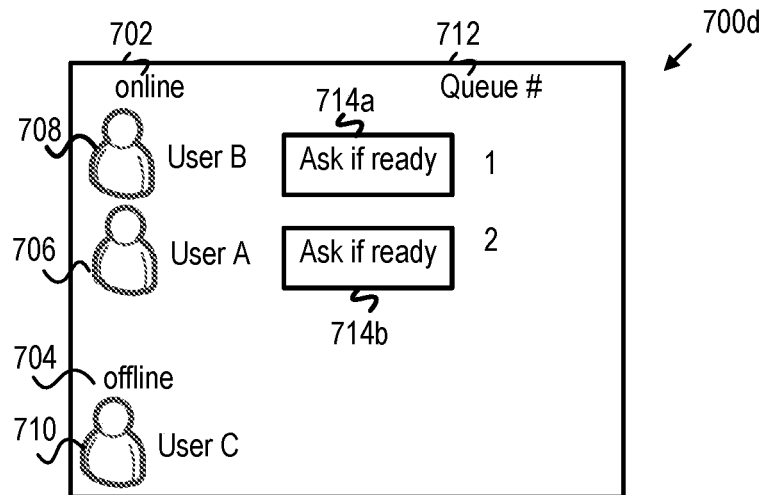 702
712
700d
online
Queue #
714a
708
User B
Ask if ready
1
706
User A
Ask if ready
2
714b
704
offline
710
User C